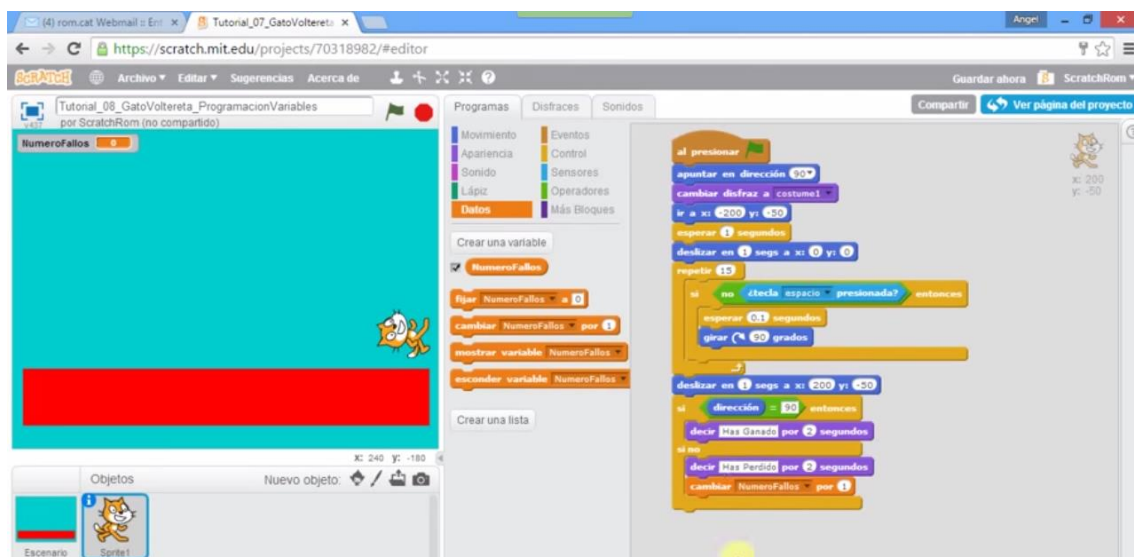 (4) rom.cat Webmail :: En
Tutorial_07_GatoVoltereta
Angel
https://scratch.mit.edu/projects/70318982/#editor
SCRATCH Archivo Editar Sugerencias Acerca de Guardar ahora ScratchRom
Tutorial_08_GatoVoltereta_ProgramacionVariables
por ScratchRom (no compartido)
v437
Programas Disfraces Sonidos
Compartir Ver página del proyecto
NumeroFallos 0
Movimiento Eventos
Apariencia Control
Sonido Sensores
Lápiz Operadores
Datos Más Bloques
Crear una variable
NumeroFallos
fijar NumeroFallos a 0
cambiar NumeroFallos por 1
mostrar variable NumeroFallos
esconder variable NumeroFallos
Crear una lista
al presionar
apuntar en dirección 90
cambiar disfraz a costume1
ir a x: -200 y: -50
esperar 1 segundos
deslizar en 1 segs a x: 0 y: 0
repetir 15
si no ¿tecla espacio presionada? entonces
esperar 0.1 segundos
girar 90 grados
deslizar en 1 segs a x: 200 y: -50
si dirección = 90 entonces
decir Has Ganado por 2 segundos
si no
decir Has Perdido por 2 segundos
cambiar NumeroFallos por 1
x: 200
y: -50
X: 240 y: -180
Objetos Nuevo objeto:
Escenario Sprite1